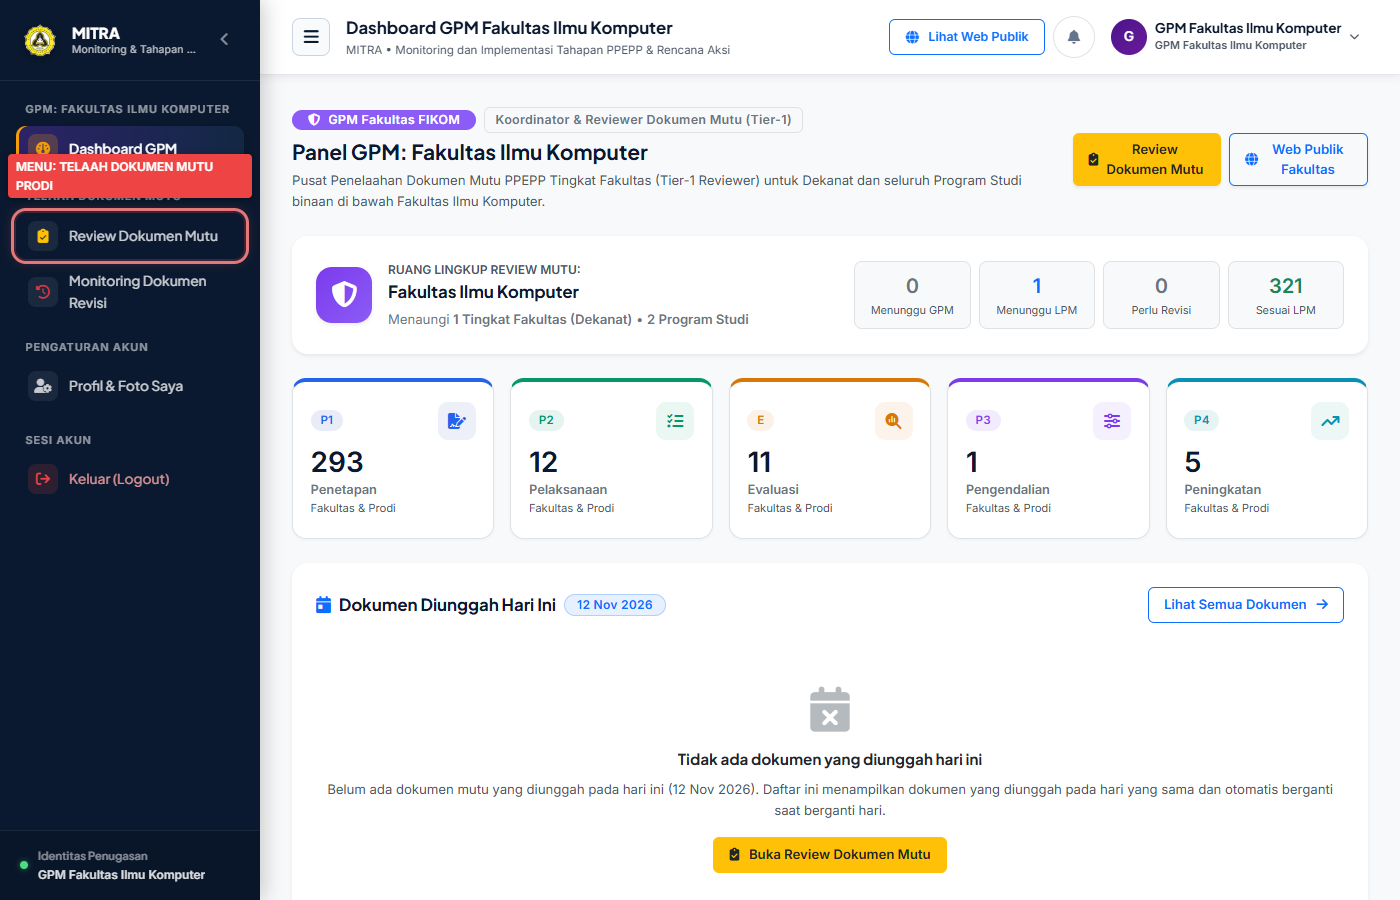 MITRA
Monitoring & Tahapan ...
GPM: FAKULTAS ILMU KOMPUTER
Dashboard GPM
MENU: TELAAH DOKUMEN MUTU
PRODI
Review Dokumen Mutu
Monitoring Dokumen
Revisi
PENGATURAN AKUN
Profil & Foto Saya
SESI AKUN
Keluar (Logout)
Identitas Penugasan
GPM Fakultas Ilmu Komputer
Dashboard GPM Fakultas Ilmu Komputer
MITRA • Monitoring dan Implementasi Tahapan PPEPP & Rencana Aksi
Lihat Web Publik
G
GPM Fakultas Ilmu Komputer
GPM Fakultas Ilmu Komputer
GPM Fakultas FIKOM
Koordinator & Reviewer Dokumen Mutu (Tier-1)
Panel GPM: Fakultas Ilmu Komputer
Pusat Penelaahan Dokumen Mutu PPEPP Tingkat Fakultas (Tier-1 Reviewer) untuk Dekanat dan seluruh Program Studi
binaan di bawah Fakultas Ilmu Komputer.
Review
Dokumen Mutu
Web Publik
Fakultas
RUANG LINGKUP REVIEW MUTU:
Fakultas Ilmu Komputer
Menaungi 1 Tingkat Fakultas (Dekanat) • 2 Program Studi
0
Menunggu GPM
1
Menunggu LPM
0
Perlu Revisi
321
Sesuai LPM
P1
293
Penetapan
Fakultas & Prodi
P2
12
Pelaksanaan
Fakultas & Prodi
E
11
Evaluasi
Fakultas & Prodi
P3
1
Pengendalian
Fakultas & Prodi
P4
5
Peningkatan
Fakultas & Prodi
Dokumen Diunggah Hari Ini
12 Nov 2026
Lihat Semua Dokumen
Tidak ada dokumen yang diunggah hari ini
Belum ada dokumen mutu yang diunggah pada hari ini (12 Nov 2026). Daftar ini menampilkan dokumen yang diunggah pada hari yang sama dan otomatis berganti
saat berganti hari.
Buka Review Dokumen Mutu